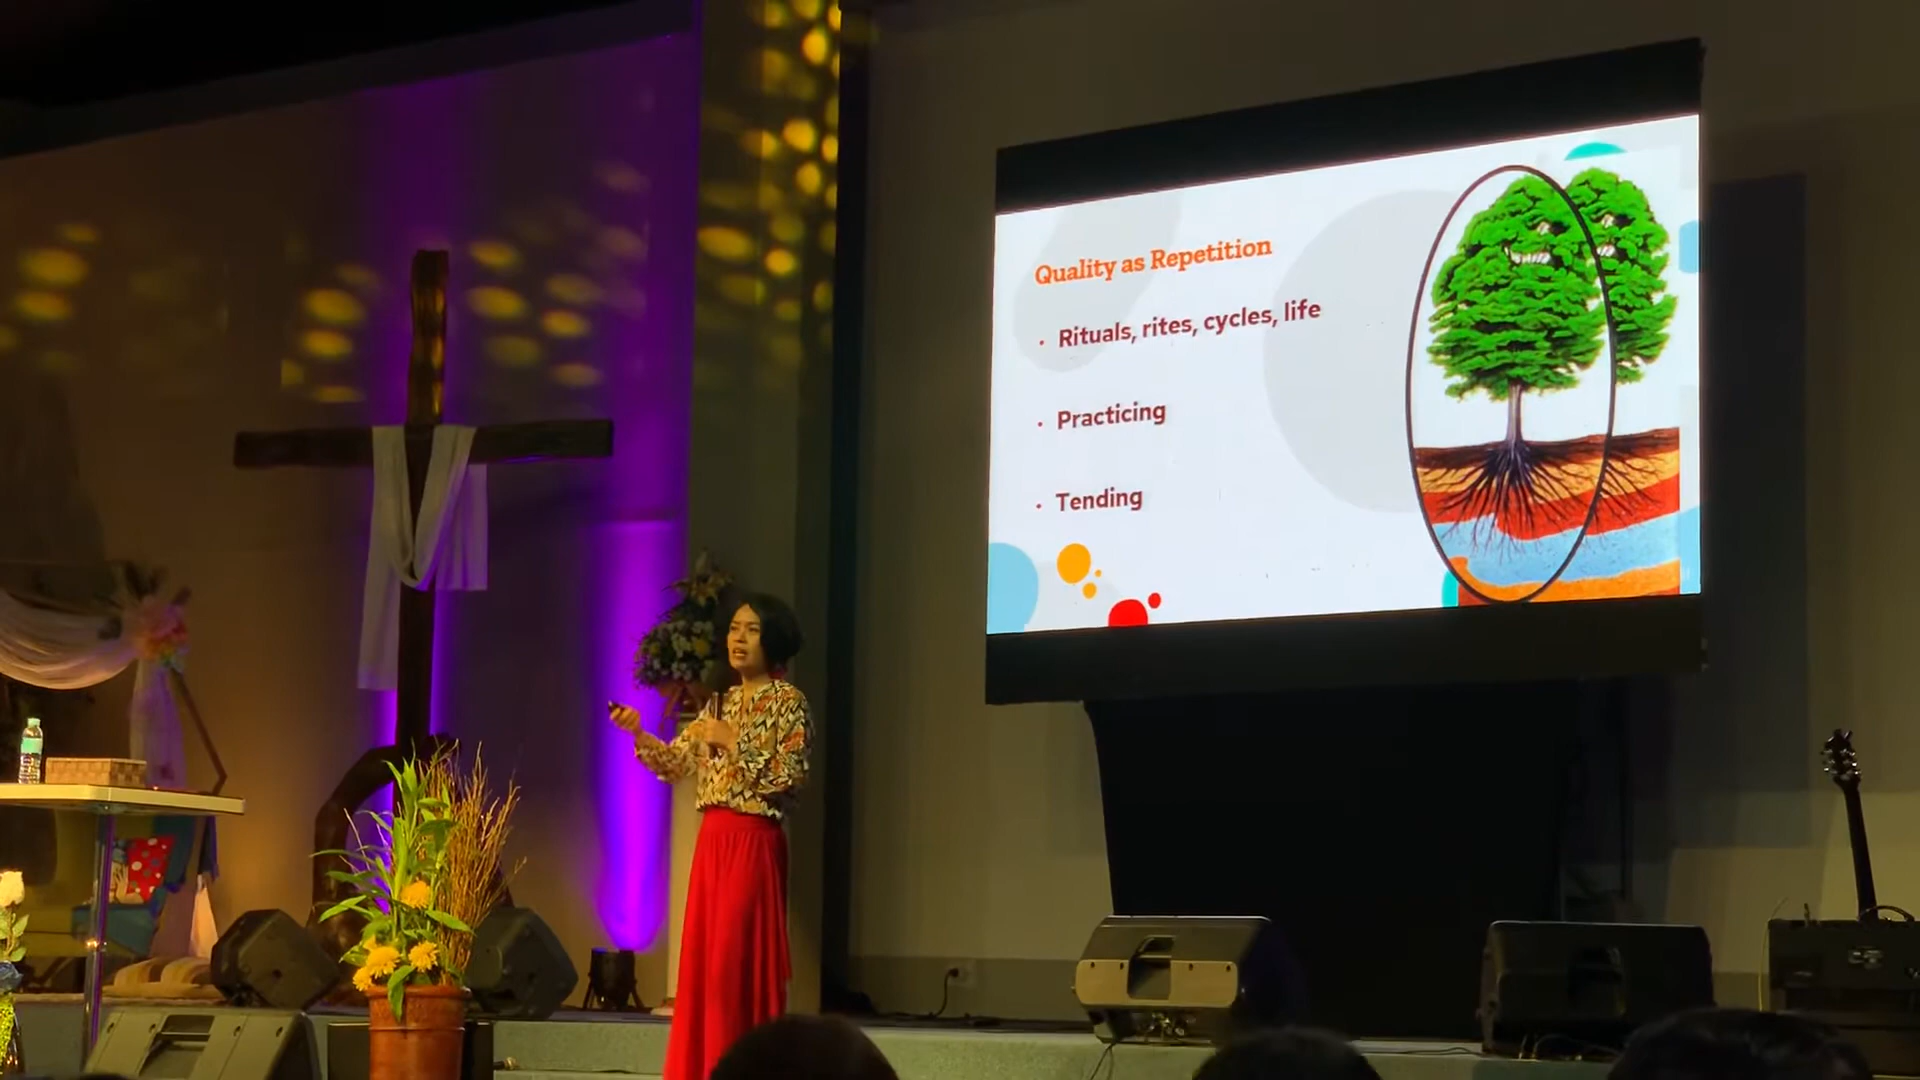 Quality as Repetition
• Rituals, rites, cycles, life
• Practicing
• Tending